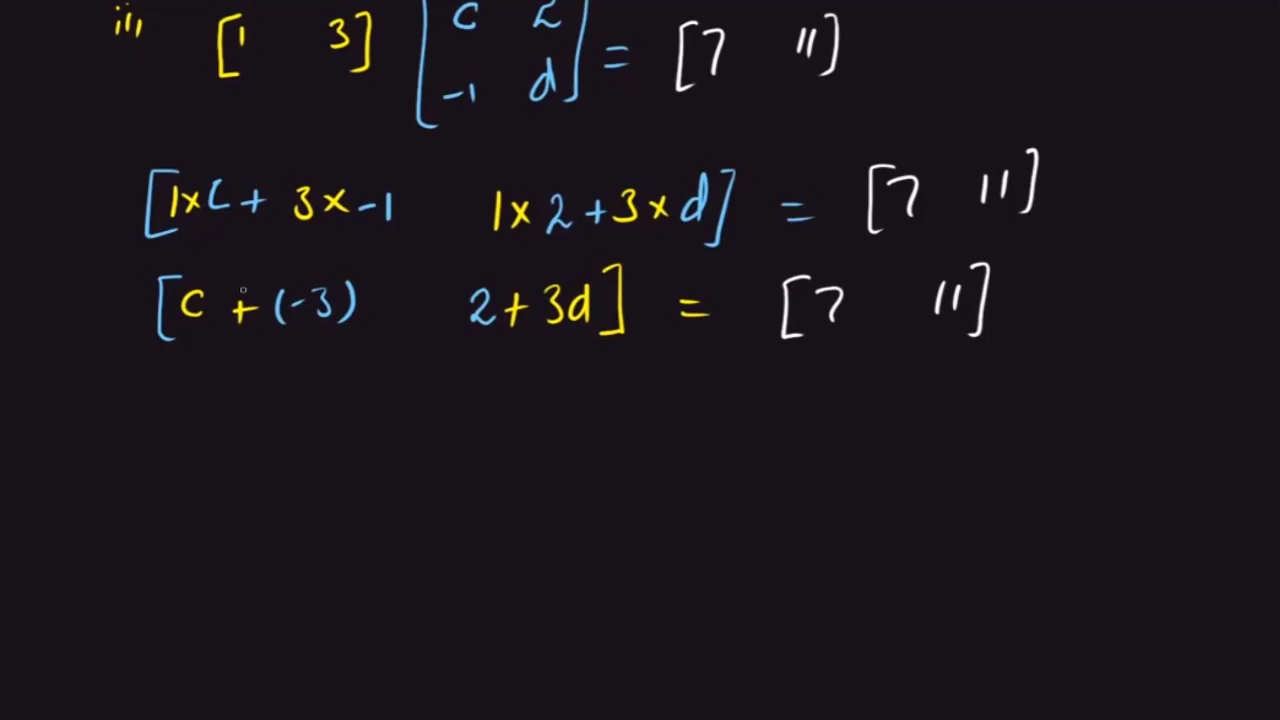 iii, [1 3] [c 2 = [7 11]
-1 d]
[1×c + 3×-1 1×2+3×d] = [7 11]
[c + (-3) 2+3d] = [7 11]